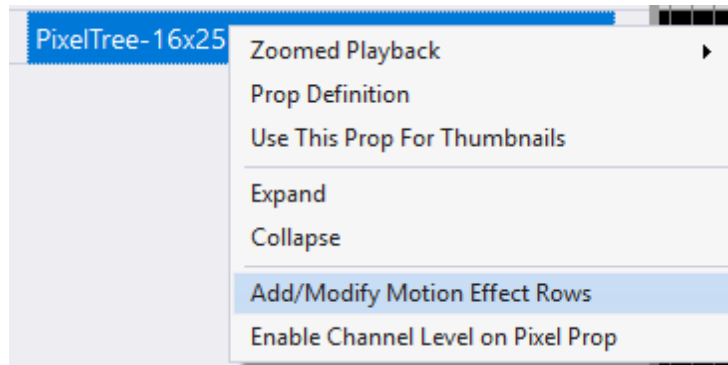 PixelTree-16x25
Zoomed Playback
Prop Definition
Use This Prop For Thumbnails
Expand
Collapse
Add/Modify Motion Effect Rows
Enable Channel Level on Pixel Prop